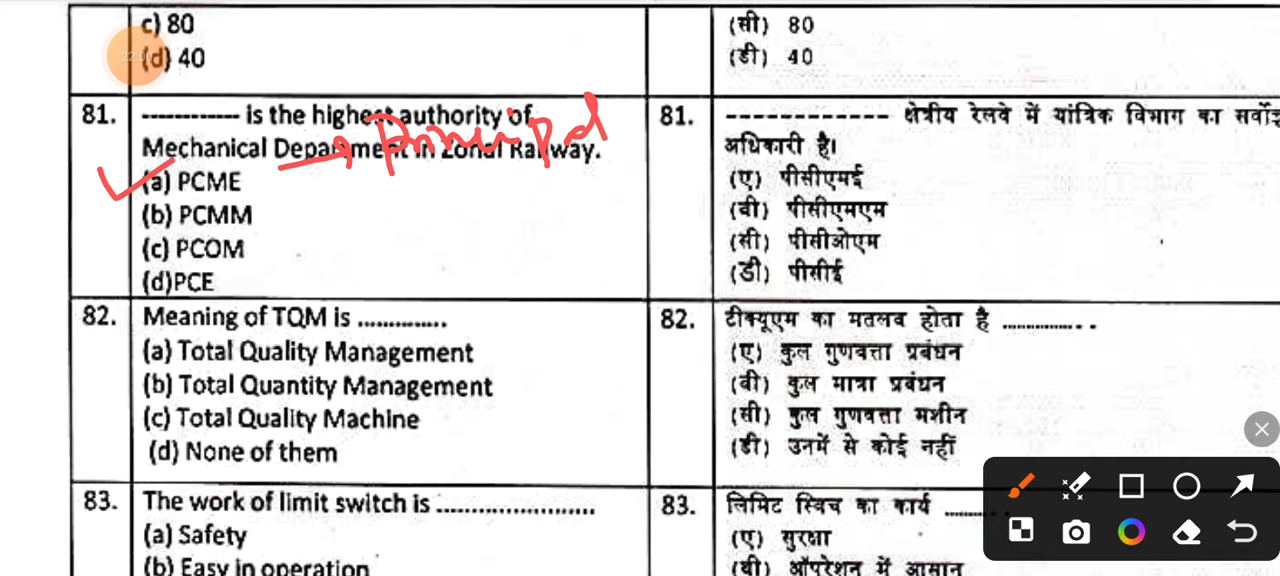 c) 80
(d) 40
(सी) 80
(डी) 40
81.
------------ is the highest authority of
Mechanical Department in Zonal Railway.
(a) PCME
(b) PCMM
(c) PCOM
(d)PCE
Principal
81.
------------- क्षेत्रीय रेलवे में यांत्रिक विभाग का
अधिकारी है।
(ए) पीसीएमई
(बी) पीसीएमएम
(सी) पीसीओएम
(डी) पीसीई
82.
Meaning of TQM is ..............
(a) Total Quality Management
(b) Total Quantity Management
(c) Total Quality Machine
(d) None of them
82.
टीक्यूएम का मतलब होता है ................
(ए) कुल गुणवत्ता प्रबंधन
(बी) कुल मात्रा प्रबंधन
(सी) कुल गुणवत्ता मशीन
(डी) उनमें से कोई नहीं
83.
The work of limit switch is ........................
(a) Safety
(b) Easy in operation
83.
लिमिट स्विच का कार्य ..........
(ए) सुरक्षा
(बी) ऑपरेशन में आसान